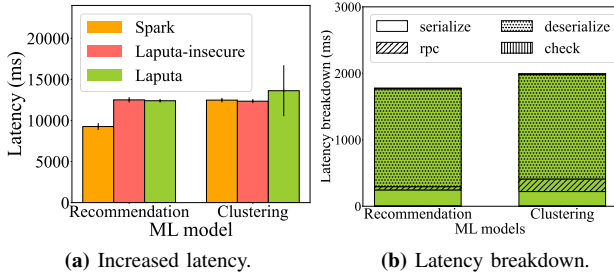 Latency (ms)
20000
15000
10000
5000
0
Spark
Laputa-insecure
Laputa
Recommendation Clustering
ML model
(a) Increased latency.
Latency breakdown (ms)
3000
2000
1000
0
serialize deserialize
rpc check
Recommendation Clustering
ML models
(b) Latency breakdown.